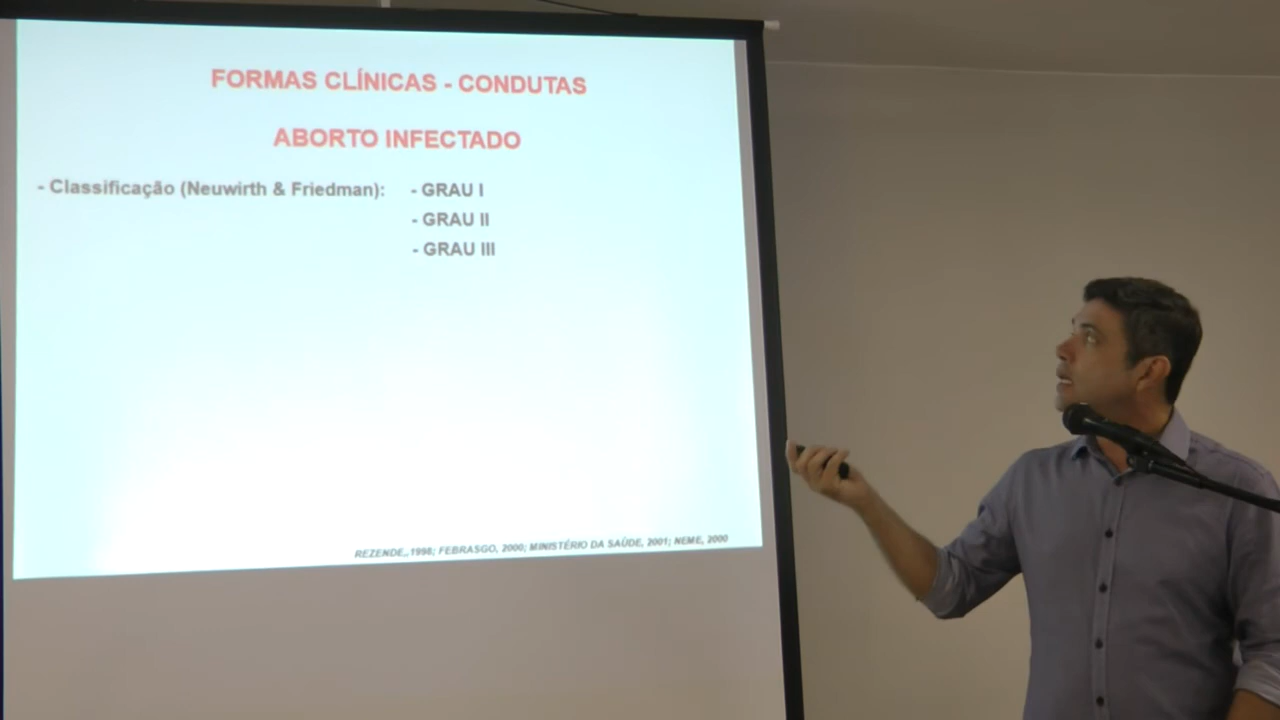 FORMAS CLÍNICAS - CONDUTAS
ABORTO INFECTADO
- Classificação (Neuwirth & Friedman): - GRAU I
- GRAU II
- GRAU III
REZENDE,,1998; FEBRASGO, 2000; MINISTÉRIO DA SAÚDE, 2001; NEME, 2000